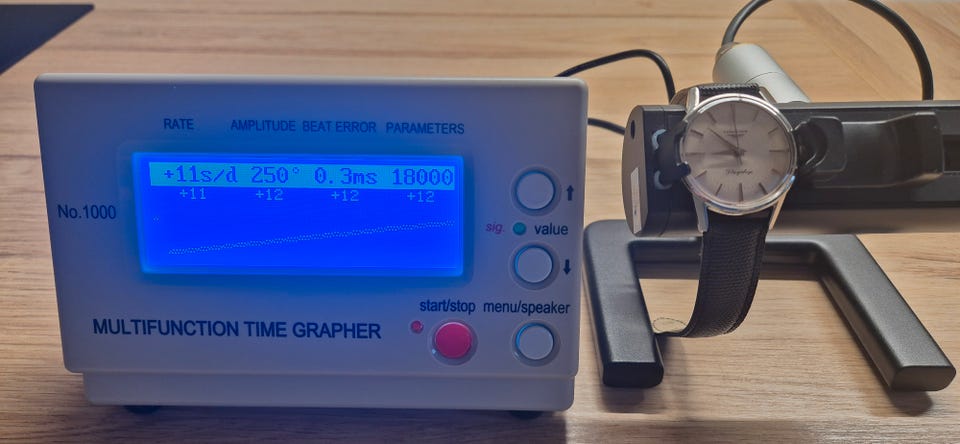 RATE AMPLITUDE BEAT ERROR PARAMETERS
+11s/d 250° 0.3ms 18000
+11 +12 +12 +12
No.1000
sig. value
start/stop menu/speaker
MULTIFUNCTION TIME GRAPHER